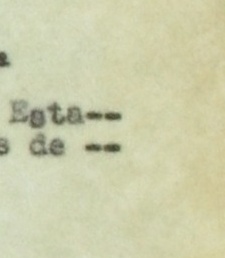 Esta--
de --